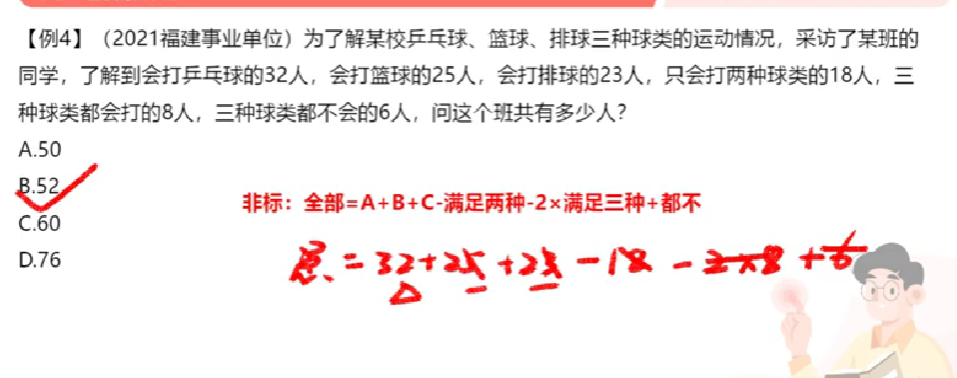 【例4】（2021福建事业单位）为了解某校乒乓球、篮球、排球三种球类的运动情况，采访了某班的
同学，了解到会打乒乓球的32人，会打篮球的25人，会打排球的23人，只会打两种球类的18人，三
种球类都会打的8人，三种球类都不会的6人，问这个班共有多少人？
A.50
B.52
非标：全部=A+B+C-满足两种-2×满足三种+都不
C.60
总=32+25+23-18-2×8+6
D.76